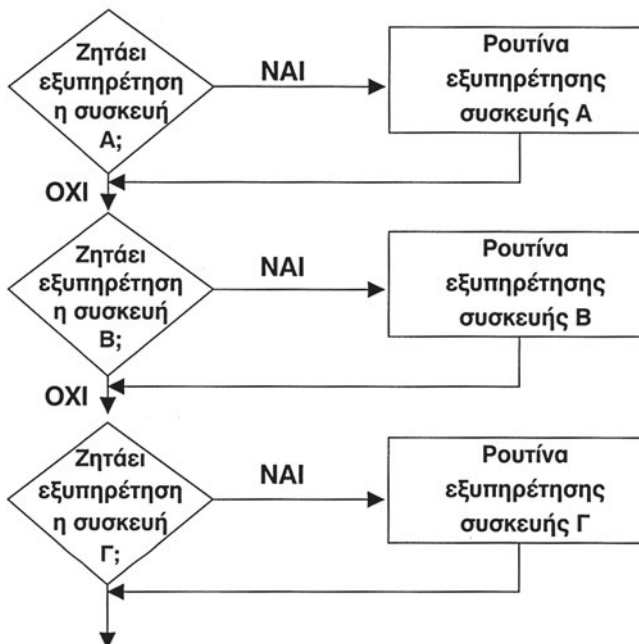 Ζητάει
εξυπηρέτηση
η συσκευή
Α;
ΝΑΙ
Ρουτίνα
εξυπηρέτησης
συσκευής Α
ΟΧΙ
Ζητάει
εξυπηρέτηση
η συσκευή
Β;
ΝΑΙ
Ρουτίνα
εξυπηρέτησης
συσκευής Β
ΟΧΙ
Ζητάει
εξυπηρέτηση
η συσκευή
Γ;
ΝΑΙ
Ρουτίνα
εξυπηρέτησης
συσκευής Γ